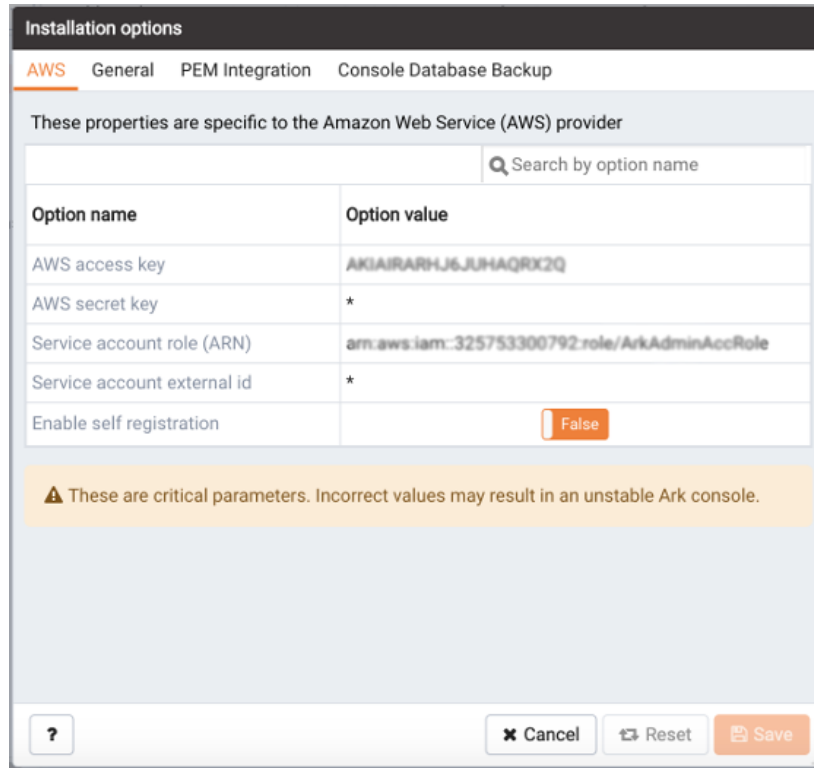 Installation options
AWS General PEM Integration Console Database Backup
These properties are specific to the Amazon Web Service (AWS) provider
Search by option name
Option name Option value
AWS access key
AWS secret key *
Service account role (ARN)
Service account external id *
Enable self registration False
These are critical parameters. Incorrect values may result in an unstable Ark console.
? Cancel Reset Save